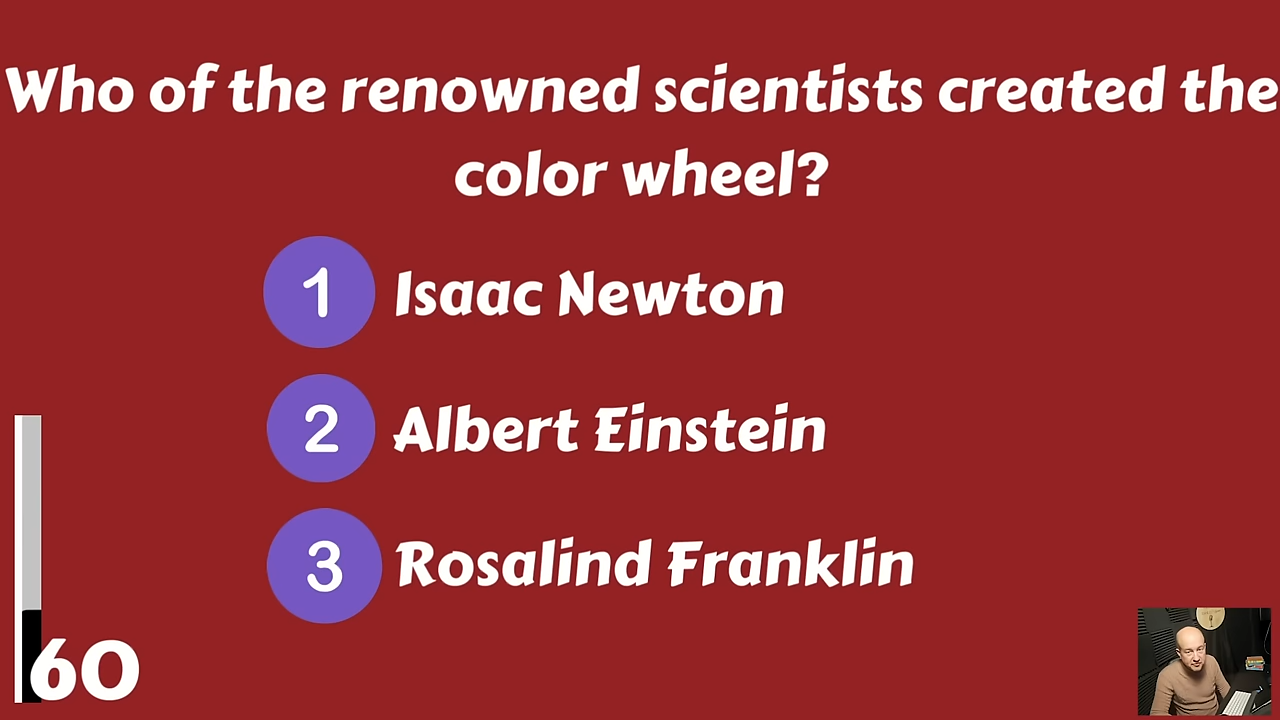 Who of the renowned scientists created the
color wheel?
1 Isaac Newton
2 Albert Einstein
3 Rosalind Franklin
60